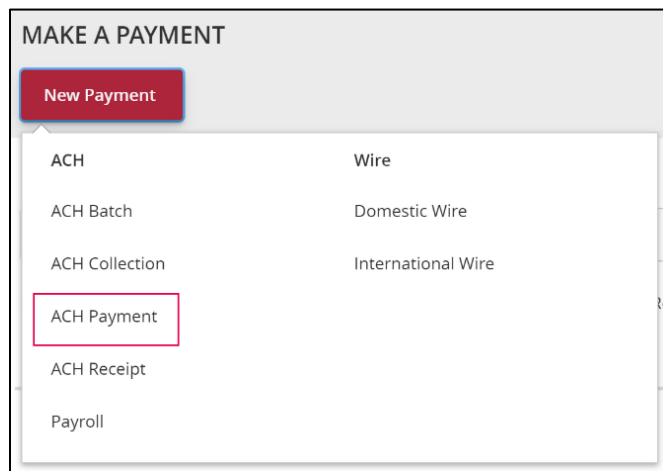 MAKE A PAYMENT
New Payment
ACH Wire
ACH Batch Domestic Wire
ACH Collection International Wire
ACH Payment
ACH Receipt
Payroll